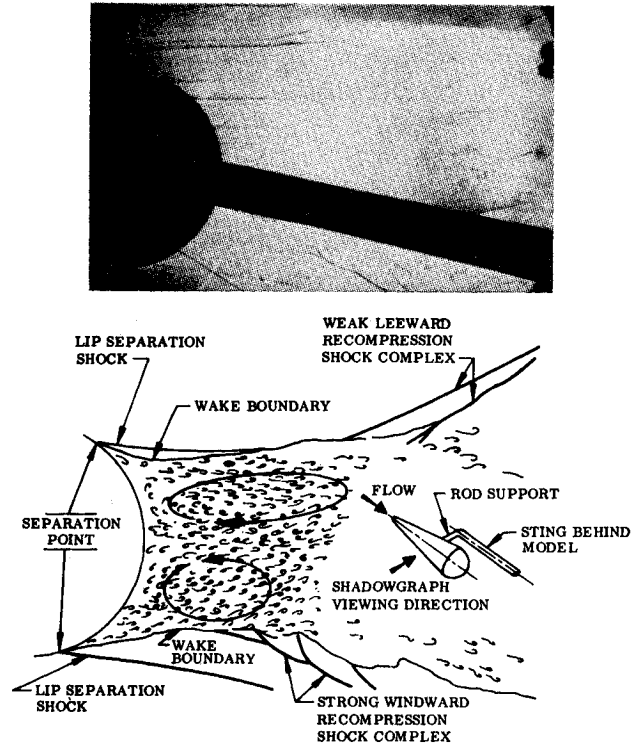 WEAK LEEWARD
RECOMPRESSION
SHOCK COMPLEX
LIP SEPARATION
SHOCK
WAKE BOUNDARY
FLOW
ROD SUPPORT
SEPARATION
POINT
STING BEHIND
MODEL
SHADOWGRAPH
VIEWING DIRECTION
WAKE
BOUNDARY
LIP SEPARATION
SHOCK
STRONG WINDWARD
RECOMPRESSION
SHOCK COMPLEX